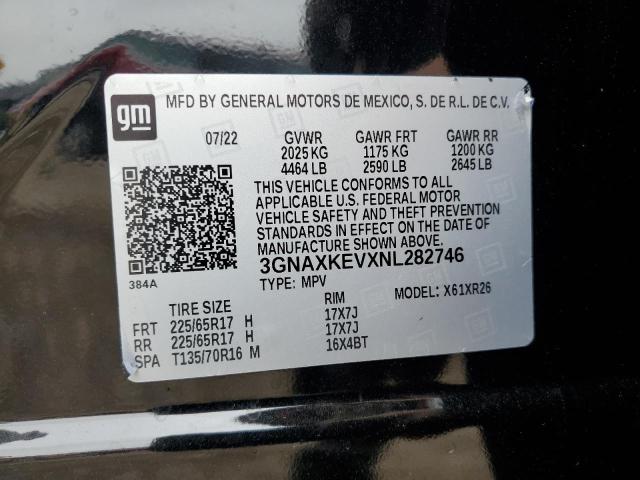 gm
MFD BY GENERAL MOTORS DE MEXICO, S. DE R.L. DE C.V.
07/22 GVWR GAWR FRT GAWR RR
2025 KG 1175 KG 1200 KG
4464 LB 2590 LB 2645 LB
THIS VEHICLE CONFORMS TO ALL
APPLICABLE U.S. FEDERAL MOTOR
VEHICLE SAFETY AND THEFT PREVENTION
STANDARDS IN EFFECT ON THE DATE OF
MANUFACTURE SHOWN ABOVE.
3GNAXKEVXNL282746
384A TYPE: MPV MODEL: X61XR26
TIRE SIZE RIM
FRT 225/65R17 H 17X7J
RR 225/65R17 H 17X7J
SPA T135/70R16 M 16X4BT